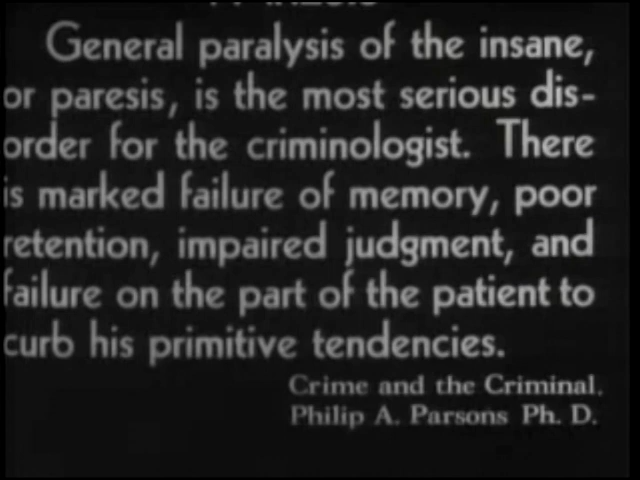 General paralysis of the insane,
or paresis, is the most serious dis-
order for the criminologist. There
is marked failure of memory, poor
retention, impaired judgment, and
failure on the part of the patient to
curb his primitive tendencies.
Crime and the Criminal.
Philip A. Parsons Ph. D.